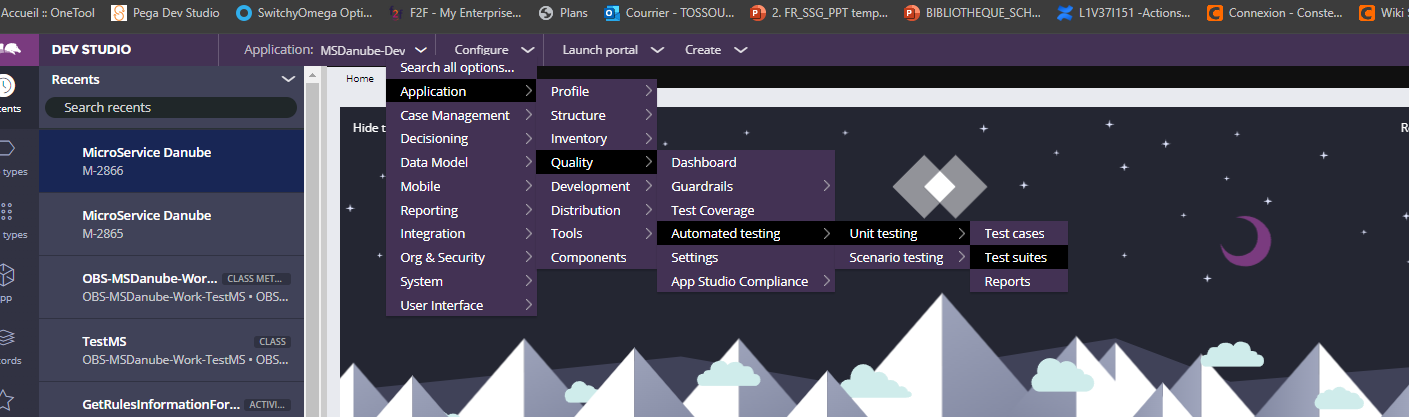 Accueil :: OneTool
Pega Dev Studio
SwitchyOmega Opti...
F2F - My Enterprise...
Plans
Courrier - TOSSOU...
2. FR_SSG_PPT temp...
BIBLIOTHEQUE_SCH...
L1V37I151 -Actions...
Connexion - Conste...
Wiki S
DEV STUDIO
Application: MSDanube-Dev
Configure
Launch portal
Create
Recents
Search recents
MicroService Danube
M-2866
MicroService Danube
M-2865
OBS-MSDanube-Wor... CLASS MET...
OBS-MSDanube-Work-TestMS • OBS...
TestMS CLASS
OBS-MSDanube-Work-TestMS • OBS...
GetRulesInformationFor... ACTIVI...
cents
types
types
pp
cords
Home
Hide t
Search all options...
Application
Case Management
Decisioning
Data Model
Mobile
Reporting
Integration
Org & Security
System
User Interface
Profile
Structure
Inventory
Quality
Development
Distribution
Tools
Components
Dashboard
Guardrails
Test Coverage
Automated testing
Settings
App Studio Compliance
Unit testing
Scenario testing
Test cases
Test suites
Reports